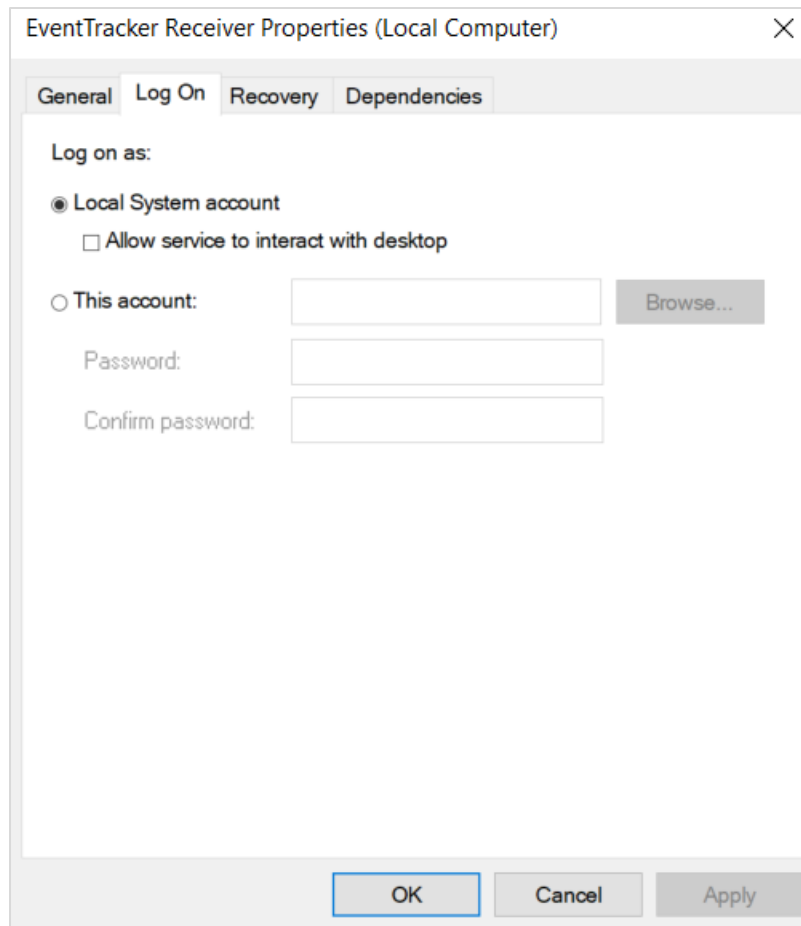 EventTracker Receiver Properties (Local Computer)
General Log On Recovery Dependencies
Log on as:
Local System account
Allow service to interact with desktop
This account: Browse...
Password:
Confirm password:
OK Cancel Apply